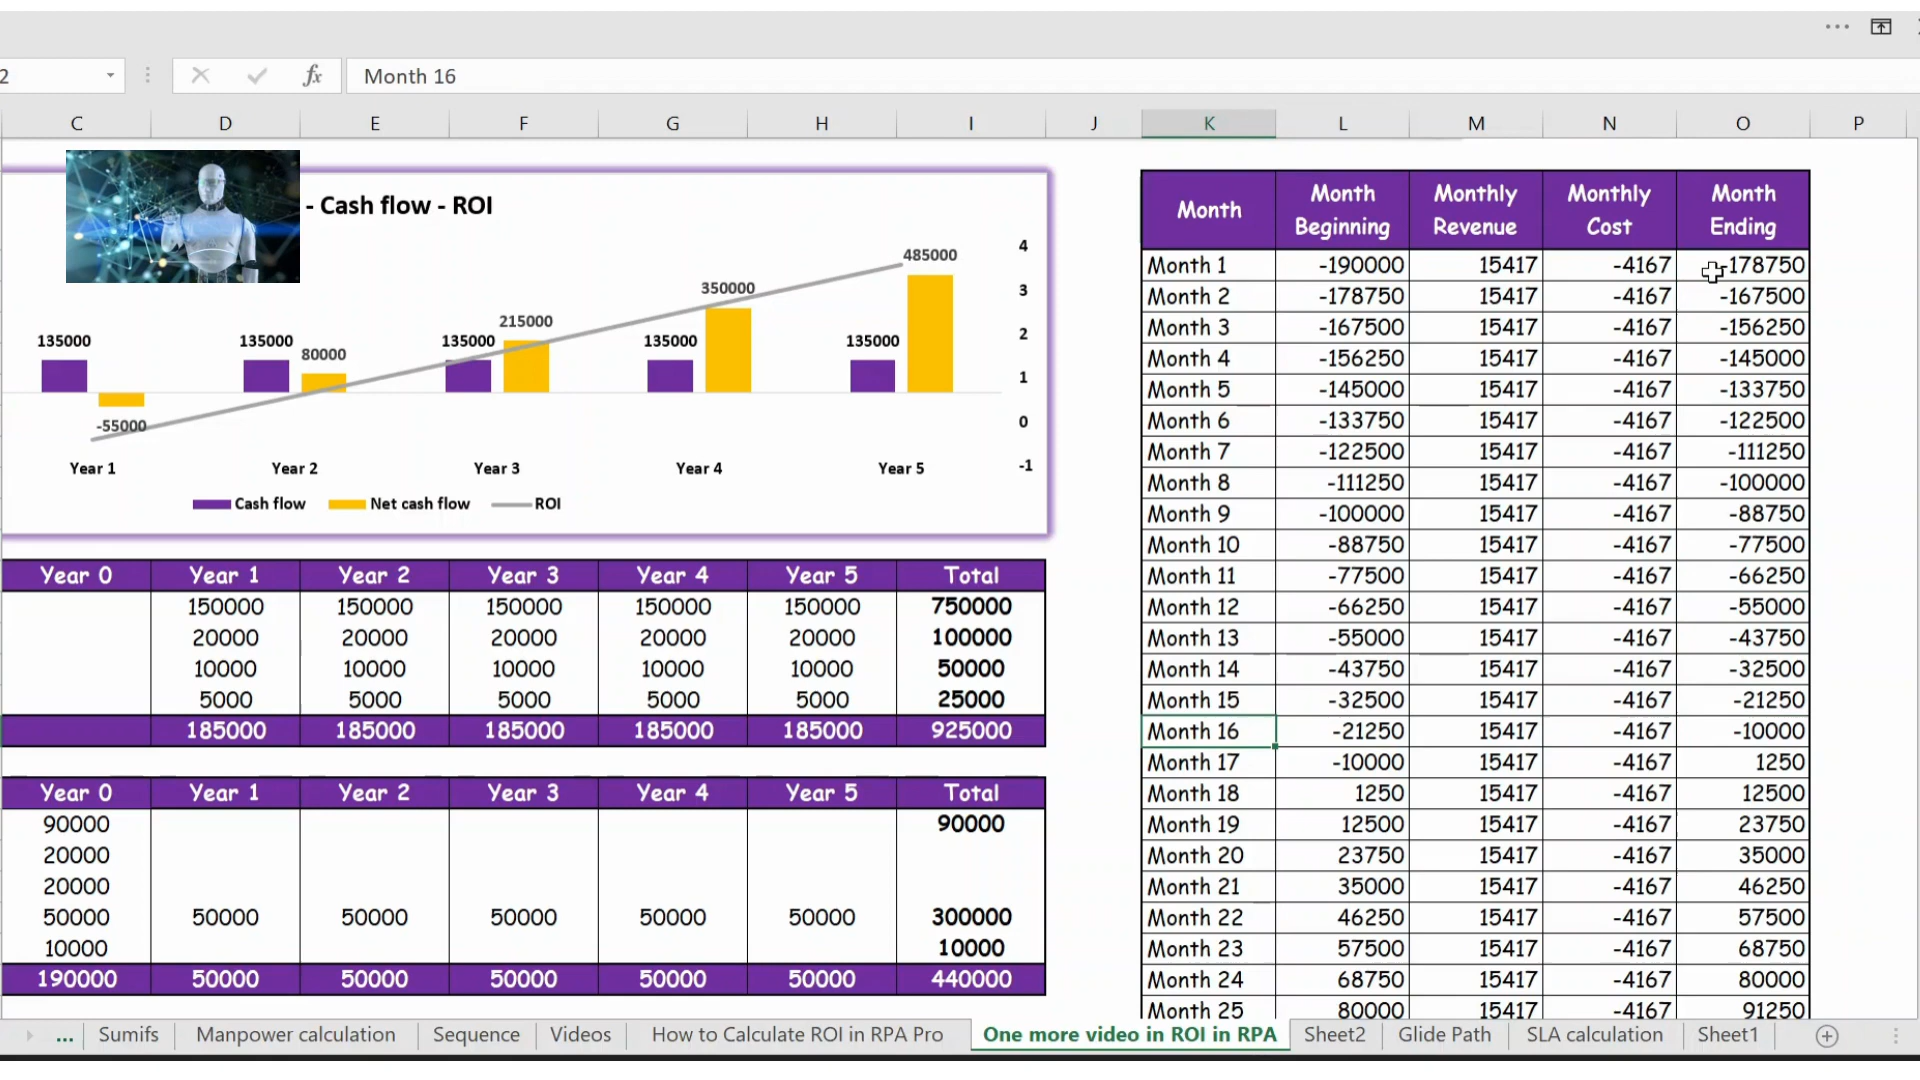 2
fx
Month 16
C D E F G H I J K L M N O P
- Cash flow - ROI
135000 135000 135000 135000 135000
-55000 80000 215000 350000 485000
4
3
2
1
0
-1
Year 1 Year 2 Year 3 Year 4 Year 5
Cash flow Net cash flow ROI
Year 0 Year 1 Year 2 Year 3 Year 4 Year 5 Total
150000 150000 150000 150000 150000 750000
20000 20000 20000 20000 20000 100000
10000 10000 10000 10000 10000 50000
5000 5000 5000 5000 5000 25000
185000 185000 185000 185000 185000 925000
Year 0 Year 1 Year 2 Year 3 Year 4 Year 5 Total
90000 90000
20000
20000
50000 50000 50000 50000 50000 50000 300000
10000 10000
190000 50000 50000 50000 50000 50000 440000
Month Month Beginning Monthly Revenue Monthly Cost Month Ending
Month 1 -190000 15417 -4167 -178750
Month 2 -178750 15417 -4167 -167500
Month 3 -167500 15417 -4167 -156250
Month 4 -156250 15417 -4167 -145000
Month 5 -145000 15417 -4167 -133750
Month 6 -133750 15417 -4167 -122500
Month 7 -122500 15417 -4167 -111250
Month 8 -111250 15417 -4167 -100000
Month 9 -100000 15417 -4167 -88750
Month 10 -88750 15417 -4167 -77500
Month 11 -77500 15417 -4167 -66250
Month 12 -66250 15417 -4167 -55000
Month 13 -55000 15417 -4167 -43750
Month 14 -43750 15417 -4167 -32500
Month 15 -32500 15417 -4167 -21250
Month 16 -21250 15417 -4167 -10000
Month 17 -10000 15417 -4167 1250
Month 18 1250 15417 -4167 12500
Month 19 12500 15417 -4167 23750
Month 20 23750 15417 -4167 35000
Month 21 35000 15417 -4167 46250
Month 22 46250 15417 -4167 57500
Month 23 57500 15417 -4167 68750
Month 24 68750 15417 -4167 80000
Month 25 80000 15417 -4167 91250
... Sumifs Manpower calculation Sequence Videos How to Calculate ROI in RPA Pro One more video in ROI in RPA Sheet2 Glide Path SLA calculation Sheet1